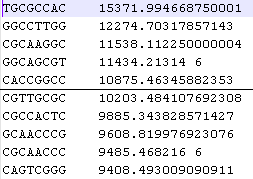 TGCGCCAC 15371.994668750001
GGCCTTGG 12274.70317857143
CGCAAGGC 11538.112250000004
GGCAGCGT 11434.21314 6
CACCGGCC 10875.46345882353
CGTTGCGC 10203.484107692308
CGCCACTC 9885.343828571427
GCAACCCG 9608.819976923076
CGCAACCC 9485.468216 6
CAGTCGGG 9408.493009090911